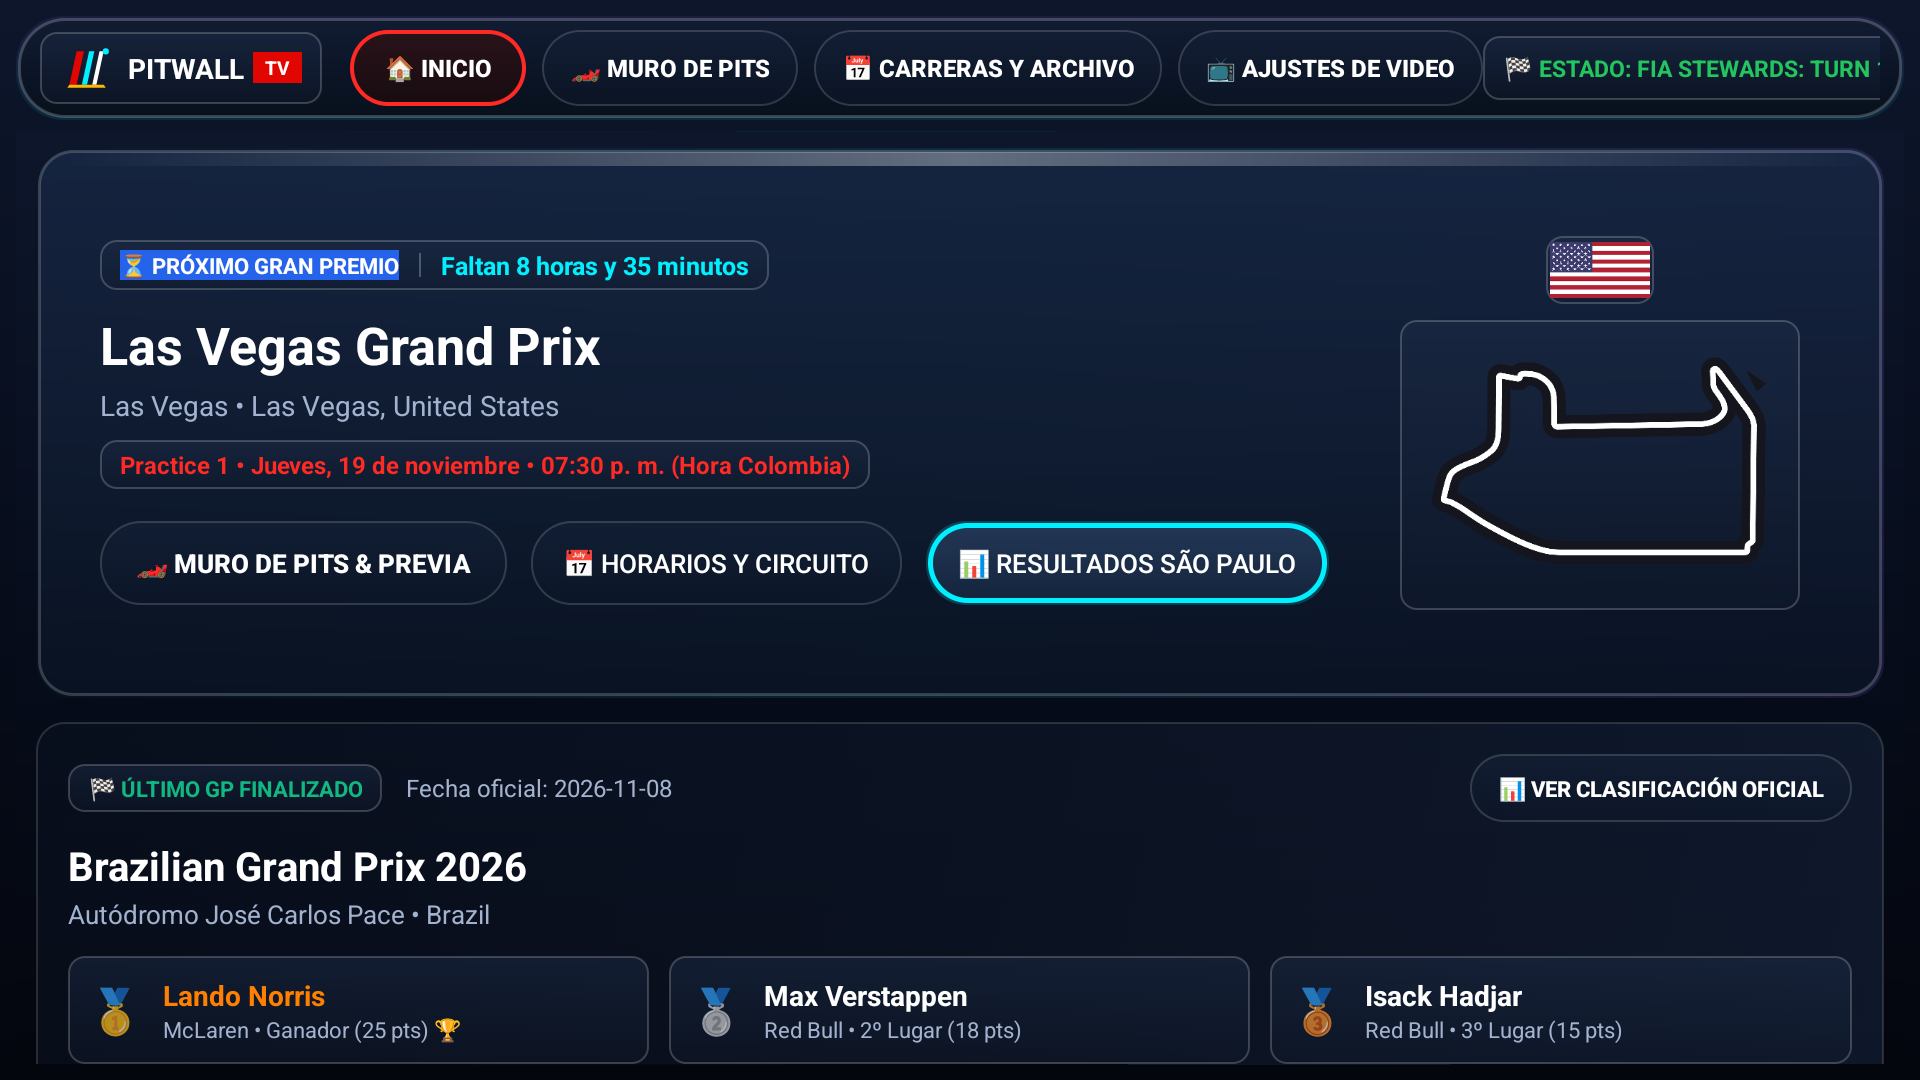 PITWALL TV
INICIO
MURO DE PITS
CARRERAS Y ARCHIVO
AJUSTES DE VIDEO
ESTADO: FIA STEWARDS: TURN
PRÓXIMO GRAN PREMIO
Faltan 8 horas y 35 minutos
Las Vegas Grand Prix
Las Vegas • Las Vegas, United States
Practice 1 • Jueves, 19 de noviembre • 07:30 p. m. (Hora Colombia)
MURO DE PITS & PREVIA
HORARIOS Y CIRCUITO
RESULTADOS SÃO PAULO
ÚLTIMO GP FINALIZADO
Fecha oficial: 2026-11-08
VER CLASIFICACIÓN OFICIAL
Brazilian Grand Prix 2026
Autódromo José Carlos Pace • Brazil
Lando Norris
McLaren • Ganador (25 pts)
Max Verstappen
Red Bull • 2º Lugar (18 pts)
Isack Hadjar
Red Bull • 3º Lugar (15 pts)